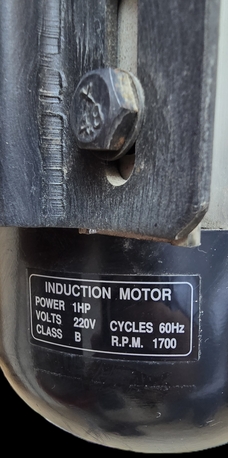 INDUCTION MOTOR
POWER 1HP
VOLTS 220V CYCLES 60Hz
CLASS B R.P.M. 1700